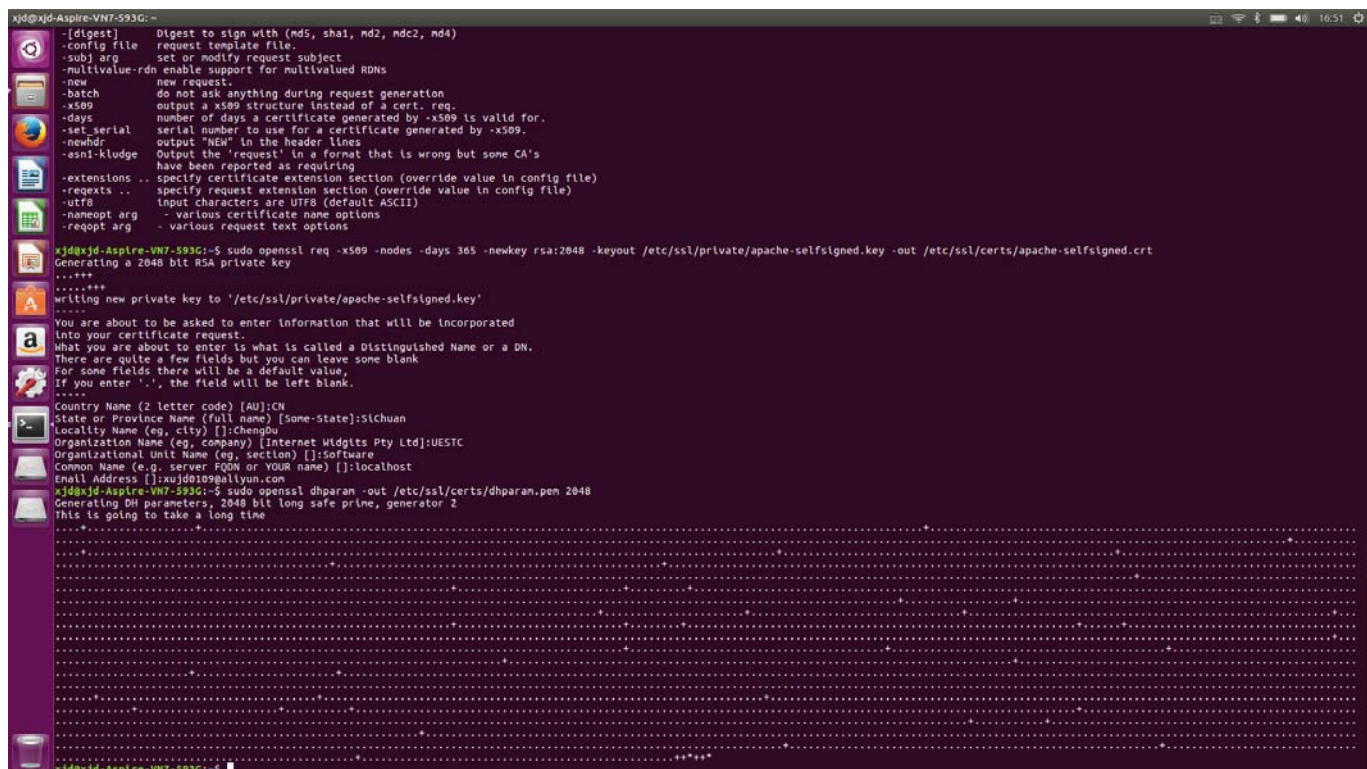 xjd@xjd-Aspire-VN7-593G: ~
16:51
-[digest] Digest to sign with (md5, sha1, md2, mdc2, md4)
-config file request template file.
-subj arg set or modify request subject
-multivalue-rdn enable support for multivalued RDNs
-new new request.
-batch do not ask anything during request generation
-x509 output a x509 structure instead of a cert. req.
-days number of days a certificate generated by -x509 is valid for.
-set_serial serial number to use for a certificate generated by -x509.
-newhdr output "NEW" in the header lines
-asn1-kludge Output the 'request' in a format that is wrong but some CA's
have been reported as requiring
-extensions .. specify certificate extension section (override value in config file)
-reqexts .. specify request extension section (override value in config file)
-utf8 input characters are UTF8 (default ASCII)
-nameopt arg - various certificate name options
-reqopt arg - various request text options
xjd@xjd-Aspire-VN7-593G:~$ sudo openssl req -x509 -nodes -days 365 -newkey rsa:2048 -keyout /etc/ssl/private/apache-selfsigned.key -out /etc/ssl/certs/apache-selfsigned.crt
Generating a 2048 bit RSA private key
...+++
.....+++
writing new private key to '/etc/ssl/private/apache-selfsigned.key'
-----
You are about to be asked to enter information that will be incorporated
into your certificate request.
What you are about to enter is what is called a Distinguished Name or a DN.
There are quite a few fields but you can leave some blank
For some fields there will be a default value,
If you enter '.', the field will be left blank.
-----
Country Name (2 letter code) [AU]:CN
State or Province Name (full name) [Some-State]:SiChuan
Locality Name (eg, city) []:ChengDu
Organization Name (eg, company) [Internet Widgits Pty Ltd]:UESTC
Organizational Unit Name (eg, section) []:Software
Common Name (e.g. server FQDN or YOUR name) []:localhost
Email Address []:xujd0109@aliyun.com
xjd@xjd-Aspire-VN7-593G:~$ sudo openssl dhparam -out /etc/ssl/certs/dhparam.pem 2048
Generating DH parameters, 2048 bit long safe prime, generator 2
This is going to take a long time
xjd@xjd-Aspire-VN7-593G:~$